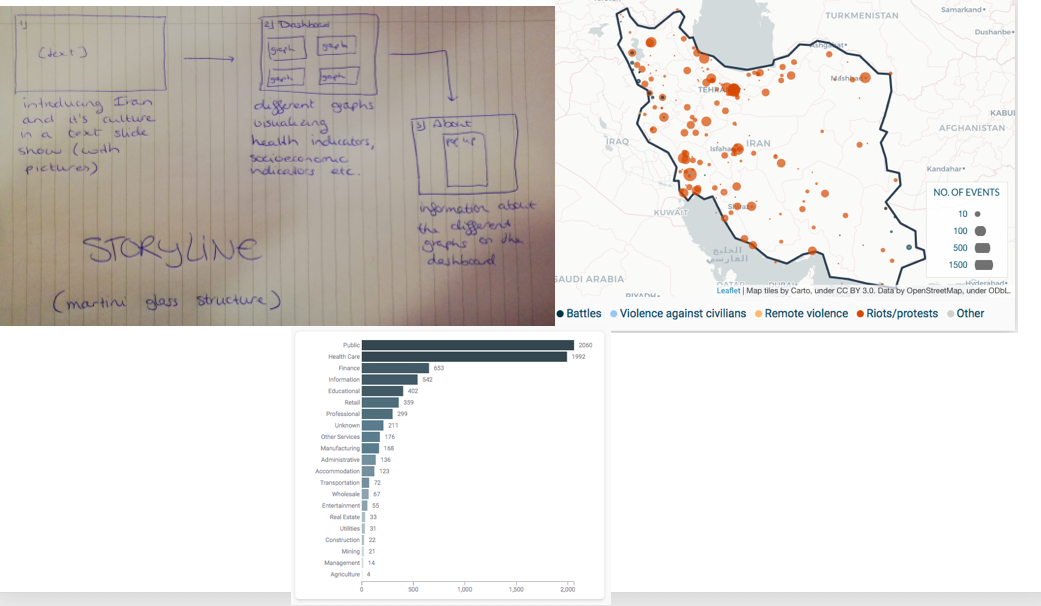 1)
(text)
introducing Iran
and it's culture
in a text slide
show (with
pictures)
2) Dashboard
graph
graph
graph
graph
different graphs
visualizing
health indicators,
socioeconomic
indicators etc.
3) About
information about
the different
graphs on the
dashboard
STORYLINE
(martini glass structure)
TURKMENISTAN
Samarkand
Dushanbe
Ashgabat
TEHRAN
KABUL
AFGHANISTAN
IRAQ
Isfahan
IRAN
Kandahar
KUWAIT
الخليج
الفارسي
SAUDI ARABIA
RIYADH
QATAR
Hyderabad
NO. OF EVENTS
10
100
500
1500
Leaflet | Map tiles by Carto, under CC BY 3.0. Data by OpenStreetMap, under ODbL.
Battles
Violence against civilians
Remote violence
Riots/protests
Other
Public 2060
Health Care 1992
Finance 653
Information 542
Educational 402
Retail 359
Professional 299
Unknown 211
Other Services 176
Manufacturing 168
Administrative 136
Accommodation 123
Transportation 72
Wholesale 67
Entertainment 55
Real Estate 33
Utilities 31
Construction 22
Mining 21
Management 14
Agriculture 4
0 500 1,000 1,500 2,000